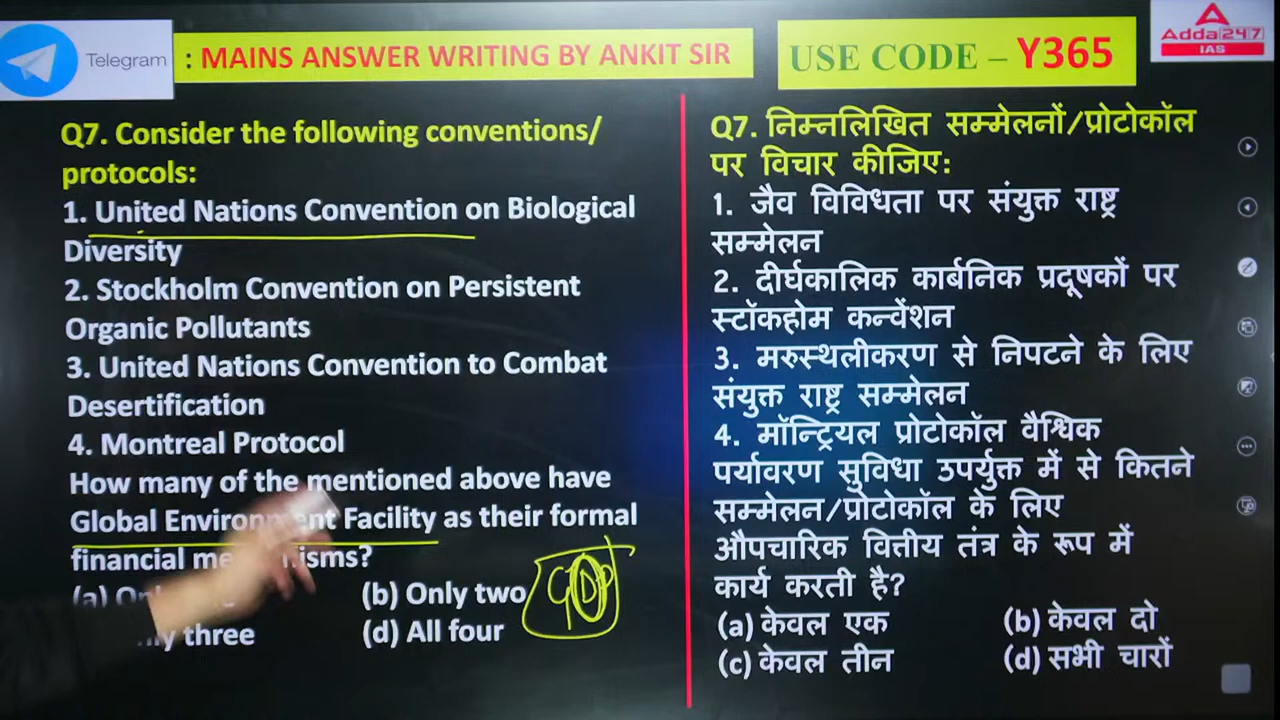 Telegram
: MAINS ANSWER WRITING BY ANKIT SIR
USE CODE – Y365
Adda247
IAS
Q7. Consider the following conventions/
protocols:
1. United Nations Convention on Biological
Diversity
2. Stockholm Convention on Persistent
Organic Pollutants
3. United Nations Convention to Combat
Desertification
4. Montreal Protocol
How many of the mentioned above have
Global Environment Facility as their formal
financial
(b) Only two
three
(d) All four
Q7. निम्नलिखित सम्मेलनों/प्रोटोकॉल
पर विचार कीजिए:
1. जैव विविधता पर संयुक्त राष्ट्र
सम्मेलन
2. दीर्घकालिक कार्बनिक प्रदूषकों पर
स्टॉकहोम कन्वेंशन
3. मरुस्थलीकरण से निपटने के लिए
संयुक्त राष्ट्र सम्मेलन
4. मॉन्ट्रियल प्रोटोकॉल वैश्विक
पर्यावरण सुविधा उपर्युक्त में से कितने
सम्मेलन/प्रोटोकॉल के लिए
औपचारिक वित्तीय तंत्र के रूप में
कार्य करती है?
(a) केवल एक
(b) केवल दो
(c) केवल तीन
(d) सभी चारों